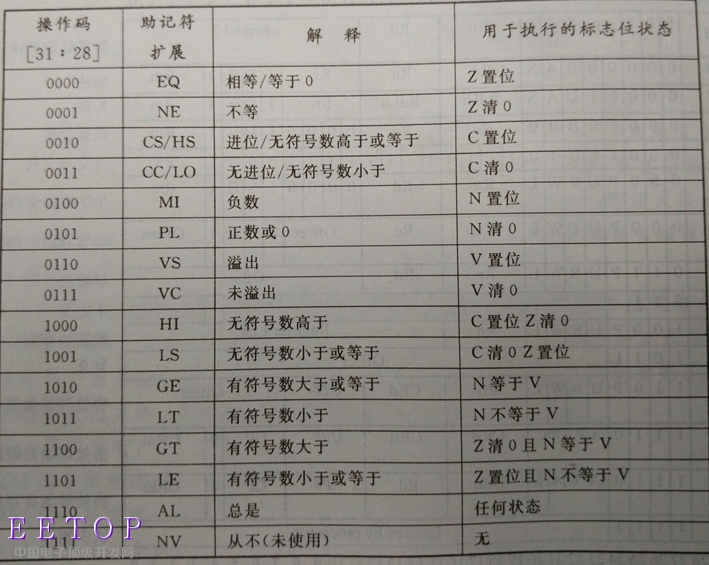 操作码 助记符 解 释 用于执行的标志位状态
[31：28] 扩展
0000 EQ 相等/等于0 Z置位
0001 NE 不等 Z清0
0010 CS/HS 进位/无符号数高于或等于 C置位
0011 CC/LO 无进位/无符号数小于 C清0
0100 MI 负数 N置位
0101 PL 正数或0 N清0
0110 VS 溢出 V置位
0111 VC 未溢出 V清0
1000 HI 无符号数高于 C置位Z清0
1001 LS 无符号数小于或等于 C清0Z置位
1010 GE 有符号数大于或等于 N等于V
1011 LT 有符号数小于 N不等于V
1100 GT 有符号数大于 Z清0且N等于V
1101 LE 有符号数小于或等于 Z置位且N不等于V
1110 AL 总是 任何状态
1111 NV 从不(未使用) 无
EETOP
中国电子顶级开发网